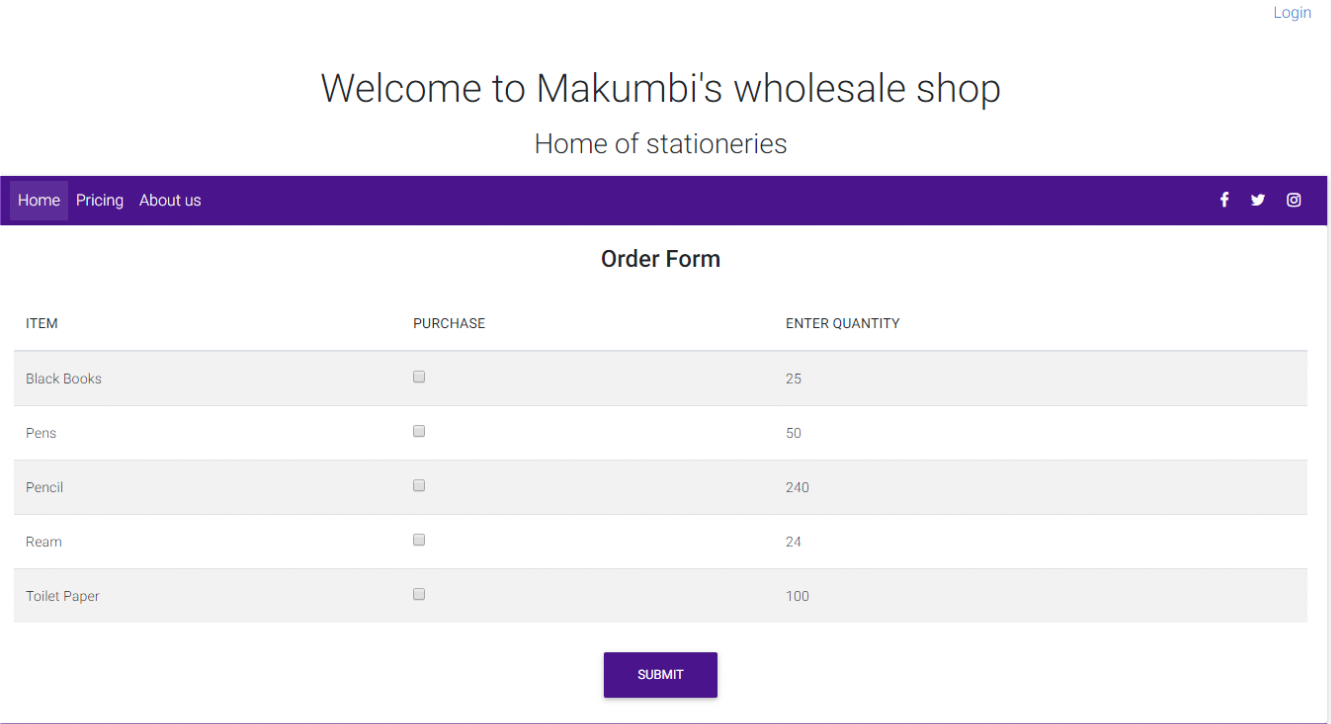 Login
Welcome to Makumbi's wholesale shop
Home of stationeries
Home Pricing About us
Order Form
ITEM PURCHASE ENTER QUANTITY
Black Books 25
Pens 50
Pencil 240
Ream 24
Toilet Paper 100
SUBMIT